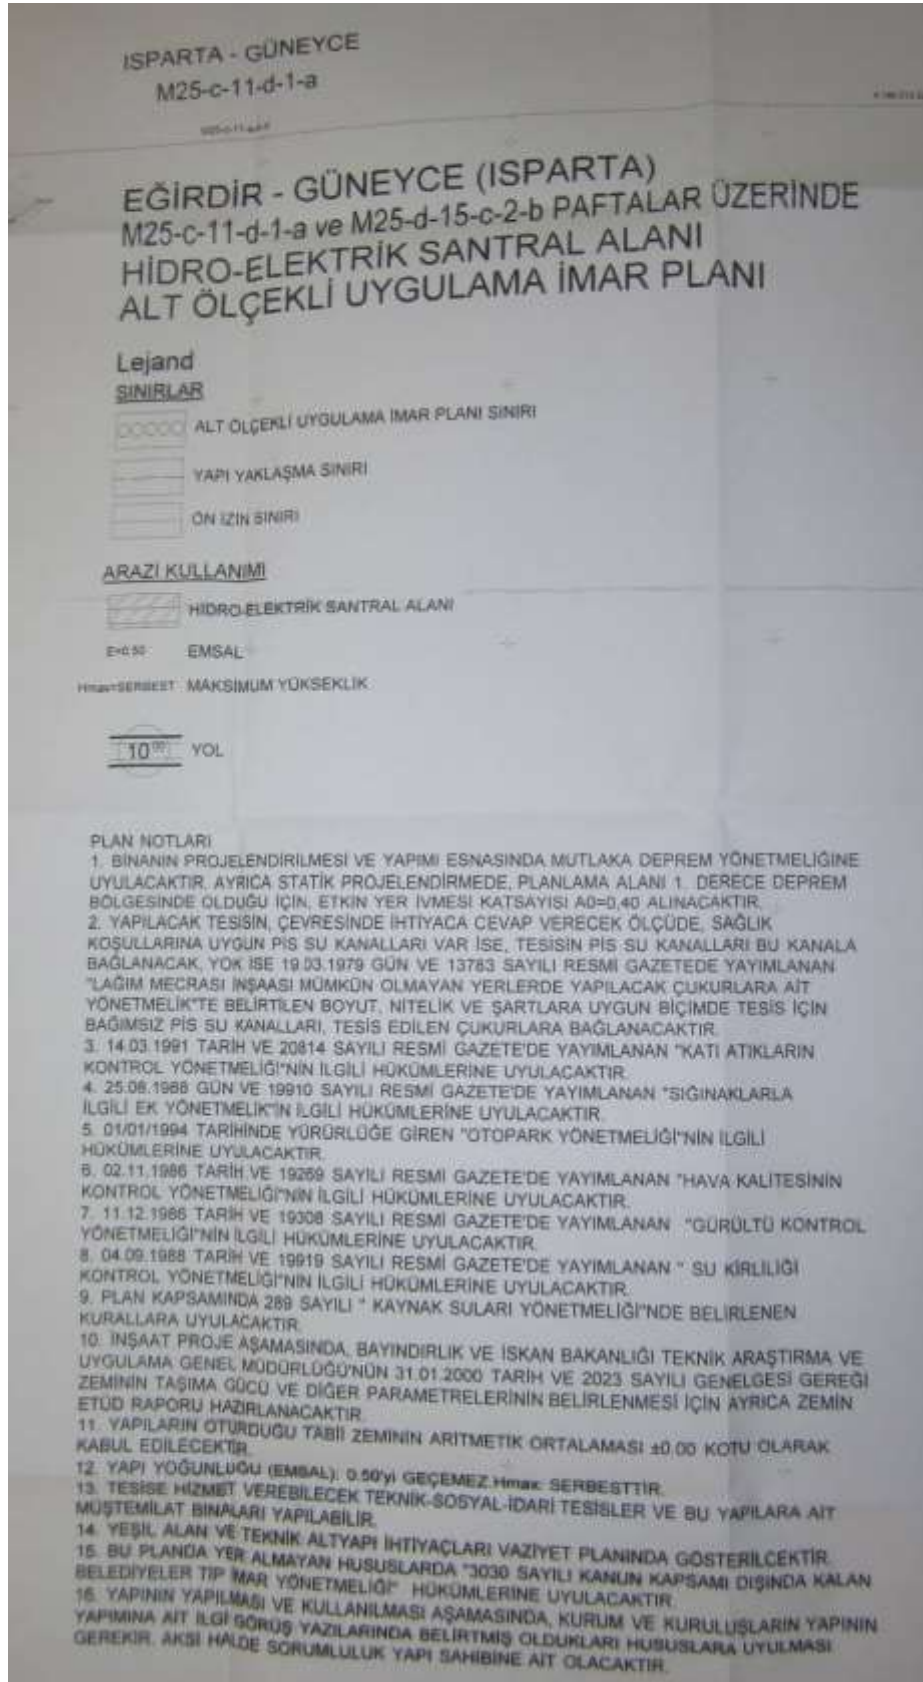 ISPARTA - GÜNEYCE
M25-c-11-d-1-a
EĞİRDİR - GÜNEYCE (ISPARTA)
M25-c-11-d-1-a ve M25-d-15-c-2-b PAFTALAR ÜZERİNDE
HİDRO-ELEKTRİK SANTRAL ALANI
ALT ÖLÇEKLİ UYGULAMA İMAR PLANI
Lejand
SINIRLAR
ALT ÖLÇEKLİ UYGULAMA İMAR PLANI SINIRI
YAPI YAKLAŞMA SINIRI
ÖN İZİN SINIRI
ARAZİ KULLANIMI
HİDRO-ELEKTRİK SANTRAL ALANI
E=0.50 EMSAL
Hmax=SERBEST MAKSİMUM YÜKSEKLİK
10.00 YOL
PLAN NOTLARI
1. BİNANIN PROJELENDİRİLMESİ VE YAPIMI ESNASINDA MUTLAKA DEPREM YÖNETMELİĞİNE
UYULACAKTIR. AYRICA STATİK PROJELENDİRMEDE, PLANLAMA ALANI 1. DERECE DEPREM
BÖLGESİNDE OLDUĞU İÇİN, ETKİN YER İVMESİ KATSAYISI A0=0,40 ALINACAKTIR.
2. YAPILACAK TESİSİN, ÇEVRESİNDE İHTİYACA CEVAP VERECEK ÖLÇÜDE, SAĞLIK
KOŞULLARINA UYGUN PİS SU KANALLARI VAR İSE, TESİSİN PİS SU KANALLARI BU KANALA
BAĞLANACAK, YOK İSE 19.03.1979 GÜN VE 13783 SAYILI RESMİ GAZETEDE YAYIMLANAN
"LAĞIM MECRASI İNŞAASI MÜMKÜN OLMAYAN YERLERDE YAPILACAK ÇUKURLARA AİT
YÖNETMELİK"TE BELİRTİLEN BOYUT, NİTELİK VE ŞARTLARA UYGUN BİÇİMDE TESİS İÇİN
BAĞIMSIZ PİS SU KANALLARI, TESİS EDİLEN ÇUKURLARA BAĞLANACAKTIR.
3. 14.03.1991 TARİH VE 20814 SAYILI RESMİ GAZETE'DE YAYIMLANAN "KATI ATIKLARIN
KONTROL YÖNETMELİĞİ"NİN İLGİLİ HÜKÜMLERİNE UYULACAKTIR.
4. 25.08.1988 GÜN VE 19910 SAYILI RESMİ GAZETE'DE YAYIMLANAN "SIĞINAKLARLA
İLGİLİ EK YÖNETMELİK"İN İLGİLİ HÜKÜMLERİNE UYULACAKTIR.
5. 01/01/1994 TARİHİNDE YÜRÜRLÜĞE GİREN "OTOPARK YÖNETMELİĞİ"NİN İLGİLİ
HÜKÜMLERİNE UYULACAKTIR.
6. 02.11.1986 TARİH VE 19269 SAYILI RESMİ GAZETE'DE YAYIMLANAN "HAVA KALİTESİNİN
KONTROL YÖNETMELİĞİ"NİN İLGİLİ HÜKÜMLERİNE UYULACAKTIR.
7. 11.12.1986 TARİH VE 19308 SAYILI RESMİ GAZETE'DE YAYIMLANAN "GÜRÜLTÜ KONTROL
YÖNETMELİĞİ"NİN İLGİLİ HÜKÜMLERİNE UYULACAKTIR.
8. 04.09.1988 TARİH VE 19919 SAYILI RESMİ GAZETE'DE YAYIMLANAN " SU KİRLİLİĞİ
KONTROL YÖNETMELİĞİ"NİN İLGİLİ HÜKÜMLERİNE UYULACAKTIR.
9. PLAN KAPSAMINDA 289 SAYILI " KAYNAK SULARI YÖNETMELİĞİ"NDE BELİRLENEN
KURALLARA UYULACAKTIR.
10. İNŞAAT PROJE AŞAMASINDA, BAYINDIRLIK VE İSKAN BAKANLIĞI TEKNİK ARAŞTIRMA VE
UYGULAMA GENEL MÜDÜRLÜĞÜ'NÜN 31.01.2000 TARİH VE 2023 SAYILI GENELGESİ GEREĞİ
ZEMİNİN TAŞIMA GÜCÜ VE DİĞER PARAMETRELERİNİN BELİRLENMESİ İÇİN AYRICA ZEMİN
ETÜD RAPORU HAZIRLANACAKTIR.
11. YAPILARIN OTURDUĞU TABİİ ZEMİNİN ARİTMETİK ORTALAMASI ±0.00 KOTU OLARAK
KABUL EDİLECEKTİR.
12. YAPI YOĞUNLUĞU (EMSAL): 0.50'yi GEÇEMEZ.Hmax: SERBESTTİR.
13. TESİSE HİZMET VEREBİLECEK TEKNİK-SOSYAL-İDARİ TESİSLER VE BU YAPILARA AİT
MÜŞTEMİLAT BİNALARI YAPILABİLİR.
14. YEŞİL ALAN VE TEKNİK ALTYAPI İHTİYAÇLARI VAZİYET PLANINDA GÖSTERİLCEKTİR.
15. BU PLANDA YER ALMAYAN HUSUSLARDA "3030 SAYILI KANUN KAPSAMI DIŞINDA KALAN
BELEDİYELER TİP İMAR YÖNETMELİĞİ" HÜKÜMLERİNE UYULACAKTIR.
16. YAPININ YAPILMASI VE KULLANILMASI AŞAMASINDA, KURUM VE KURULUŞLARIN YAPININ
YAPIMINA AİT İLGİ GÖRÜŞ YAZILARINDA BELİRTMİŞ OLDUKLARI HUSUSLARA UYULMASI
GEREKİR. AKSİ HALDE SORUMLULUK YAPI SAHİBİNE AİT OLACAKTIR.